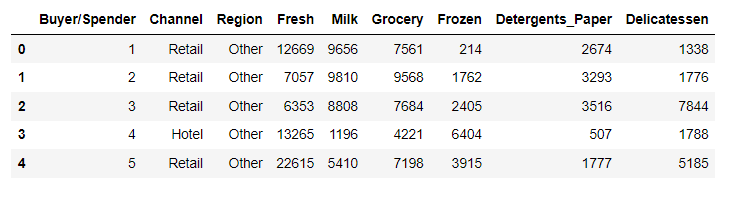 Buyer/Spender Channel Region Fresh Milk Grocery Frozen Detergents_Paper Delicatessen
0 1 Retail Other 12669 9656 7561 214 2674 1338
1 2 Retail Other 7057 9810 9568 1762 3293 1776
2 3 Retail Other 6353 8808 7684 2405 3516 7844
3 4 Hotel Other 13265 1196 4221 6404 507 1788
4 5 Retail Other 22615 5410 7198 3915 1777 5185